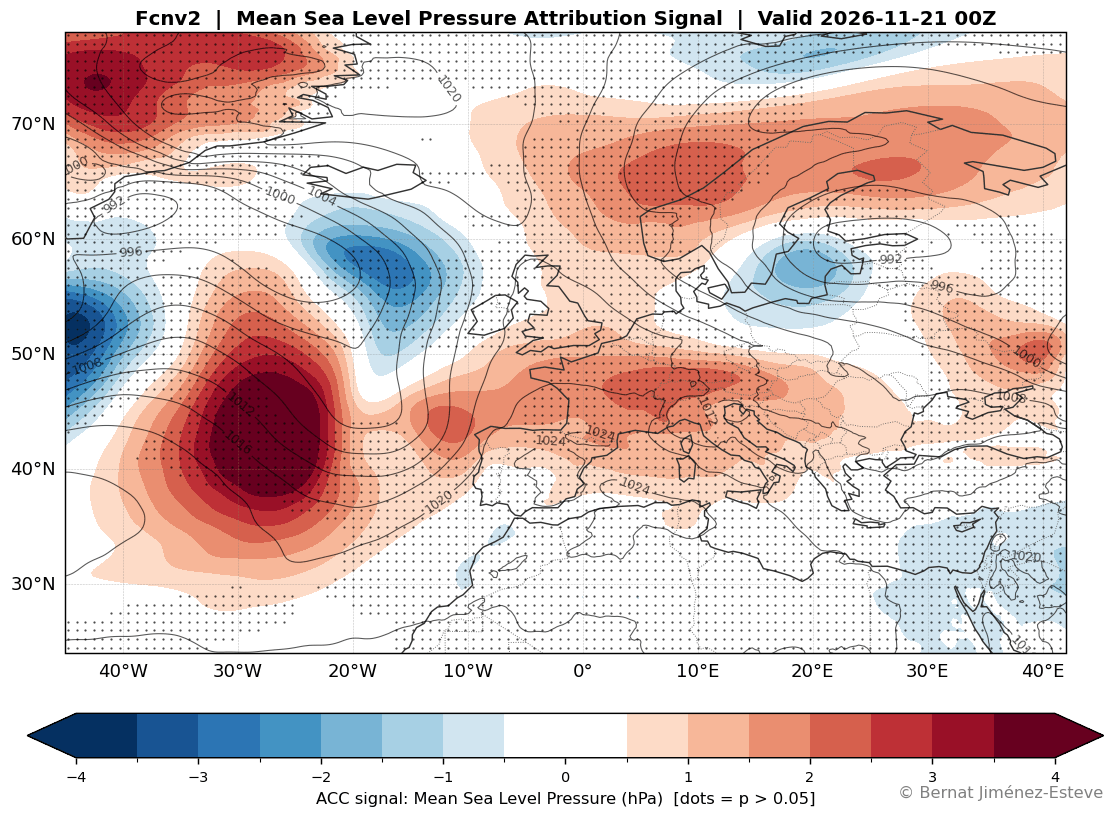 Fcnv2 | Mean Sea Level Pressure Attribution Signal | Valid 2026-11-21 00Z
70°N
60°N
50°N
40°N
30°N
1020
1000
992
1000
1004
996
992
996
1008
1000
1008
1012
1016
1012
1024
1024
1024
1020
1020
40°W
30°W
20°W
10°W
0°
10°E
20°E
30°E
40°E
−4
−3
−2
−1
0
1
2
3
4
ACC signal: Mean Sea Level Pressure (hPa) [dots = p > 0.05]
© Bernat Jiménez-Esteve